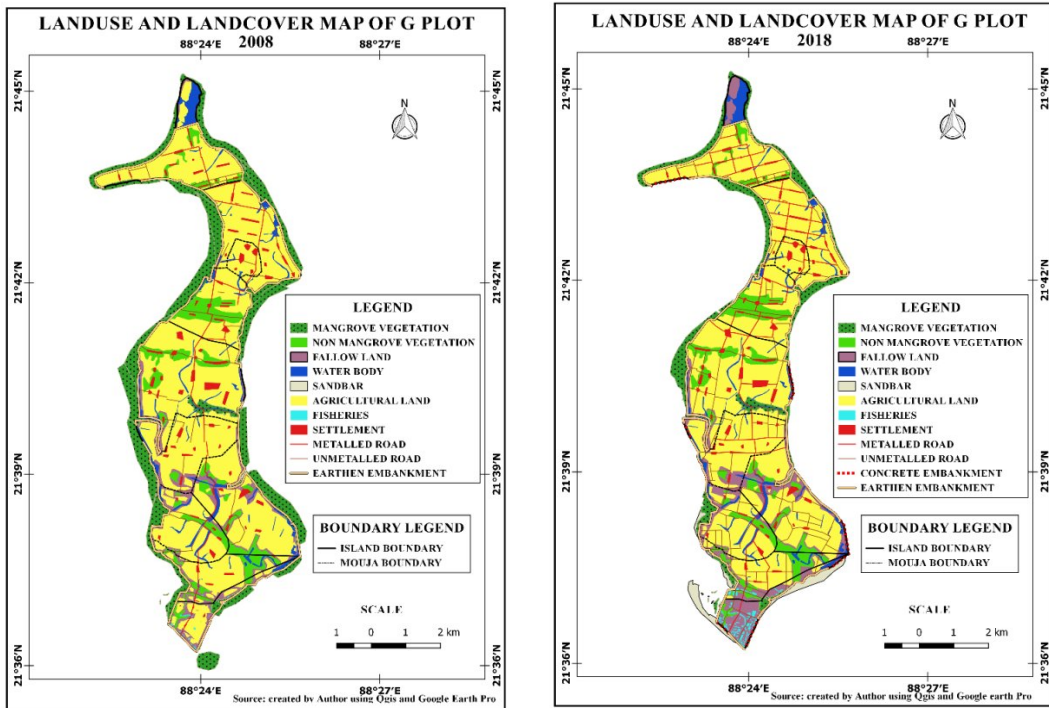 LANDUSE AND LANDCOVER MAP OF G PLOT
2008
88°24'E
88°27'E
21°45'N
21°45'N
N
21°42'N
21°42'N
LEGEND
MANGROVE VEGETATION
NON MANGROVE VEGETATION
FALLOW LAND
WATER BODY
SANDBAR
AGRICULTURAL LAND
FISHERIES
SETTLEMENT
METALLED ROAD
UNMETALLED ROAD
EARTHEN EMBANKMENT
21°39'N
21°39'N
BOUNDARY LEGEND
ISLAND BOUNDARY
MOUJA BOUNDARY
SCALE
1 0 1 2 km
21°36'N
21°36'N
88°24'E
88°27'E
Source: created by Author using Qgis and Google Earth Pro
LANDUSE AND LANDCOVER MAP OF G PLOT
2018
88°24'E
88°27'E
21°45'N
21°45'N
N
21°42'N
21°42'N
LEGEND
MANGROVE VEGETATION
NON MANGROVE VEGETATION
FALLOW LAND
WATER BODY
SANDBAR
AGRICULTURAL LAND
FISHERIES
SETTLEMENT
METALLED ROAD
UNMETALLED ROAD
CONCRETE EMBANKMENT
EARTHEN EMBANKMENT
21°39'N
21°39'N
BOUNDARY LEGEND
ISLAND BOUNDARY
MOUJA BOUNDARY
SCALE
1 0 1 2 km
21°36'N
21°36'N
88°24'E
88°27'E
Source: created by Author using Qgis and Google earth Pro